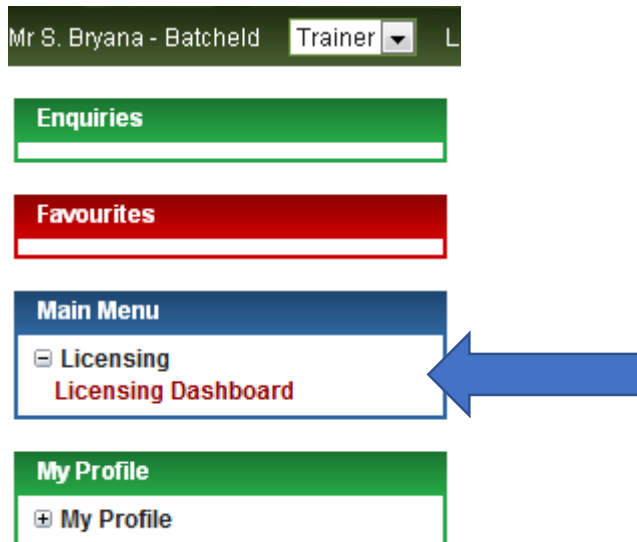 Mr S. Bryana - Batcheld Trainer L
Enquiries
Favourites
Main Menu
Licensing
Licensing Dashboard
My Profile
My Profile